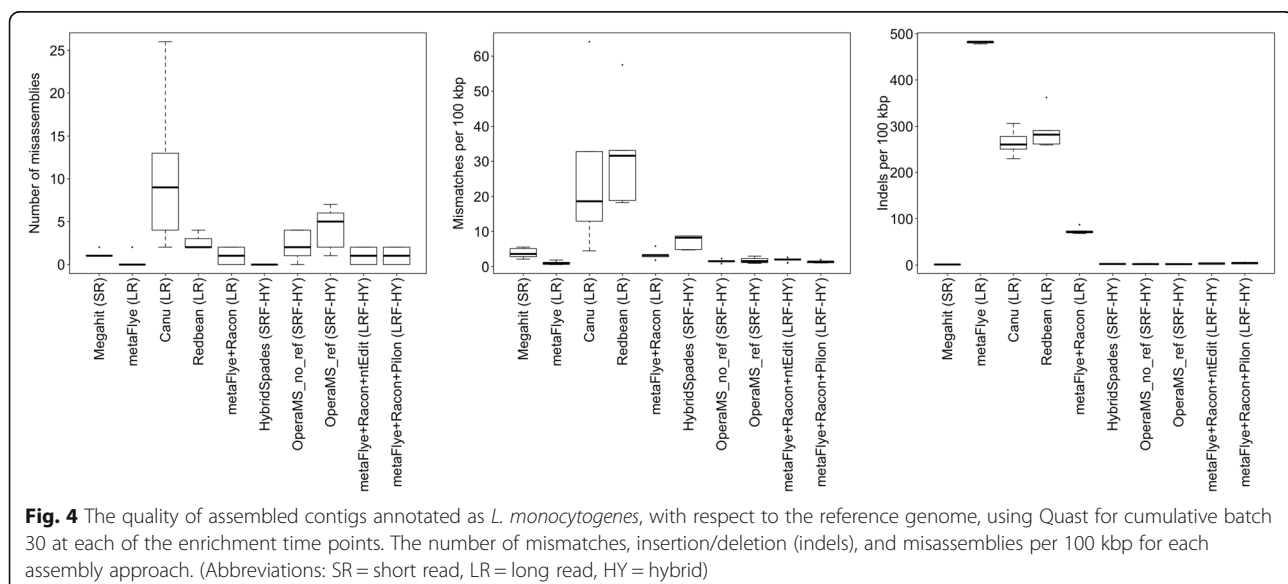 Number of misassemblies
25
20
15
10
5
0
Megahit (SR)
metaFlye (LR)
Canu (LR)
Redbean (LR)
metaFlye+Racon (LR)
HybridSpades (SRF-HY)
OperaMS_no_ref (SRF-HY)
OperaMS_ref (SRF-HY)
metaFlye+Racon+ntEdit (LRF-HY)
metaFlye+Racon+Pilon (LRF-HY)
Mismatches per 100 kbp
60
50
40
30
20
10
0
Megahit (SR)
metaFlye (LR)
Canu (LR)
Redbean (LR)
metaFlye+Racon (LR)
HybridSpades (SRF-HY)
OperaMS_no_ref (SRF-HY)
OperaMS_ref (SRF-HY)
metaFlye+Racon+ntEdit (LRF-HY)
metaFlye+Racon+Pilon (LRF-HY)
Indels per 100 kbp
500
400
300
200
100
0
Megahit (SR)
metaFlye (LR)
Canu (LR)
Redbean (LR)
metaFlye+Racon (LR)
HybridSpades (SRF-HY)
OperaMS_no_ref (SRF-HY)
OperaMS_ref (SRF-HY)
metaFlye+Racon+ntEdit (LRF-HY)
metaFlye+Racon+Pilon (LRF-HY)
Fig. 4 The quality of assembled contigs annotated as L. monocytogenes, with respect to the reference genome, using Quast for cumulative batch
30 at each of the enrichment time points. The number of mismatches, insertion/deletion (indels), and misassemblies per 100 kbp for each
assembly approach. (Abbreviations: SR = short read, LR = long read, HY = hybrid)